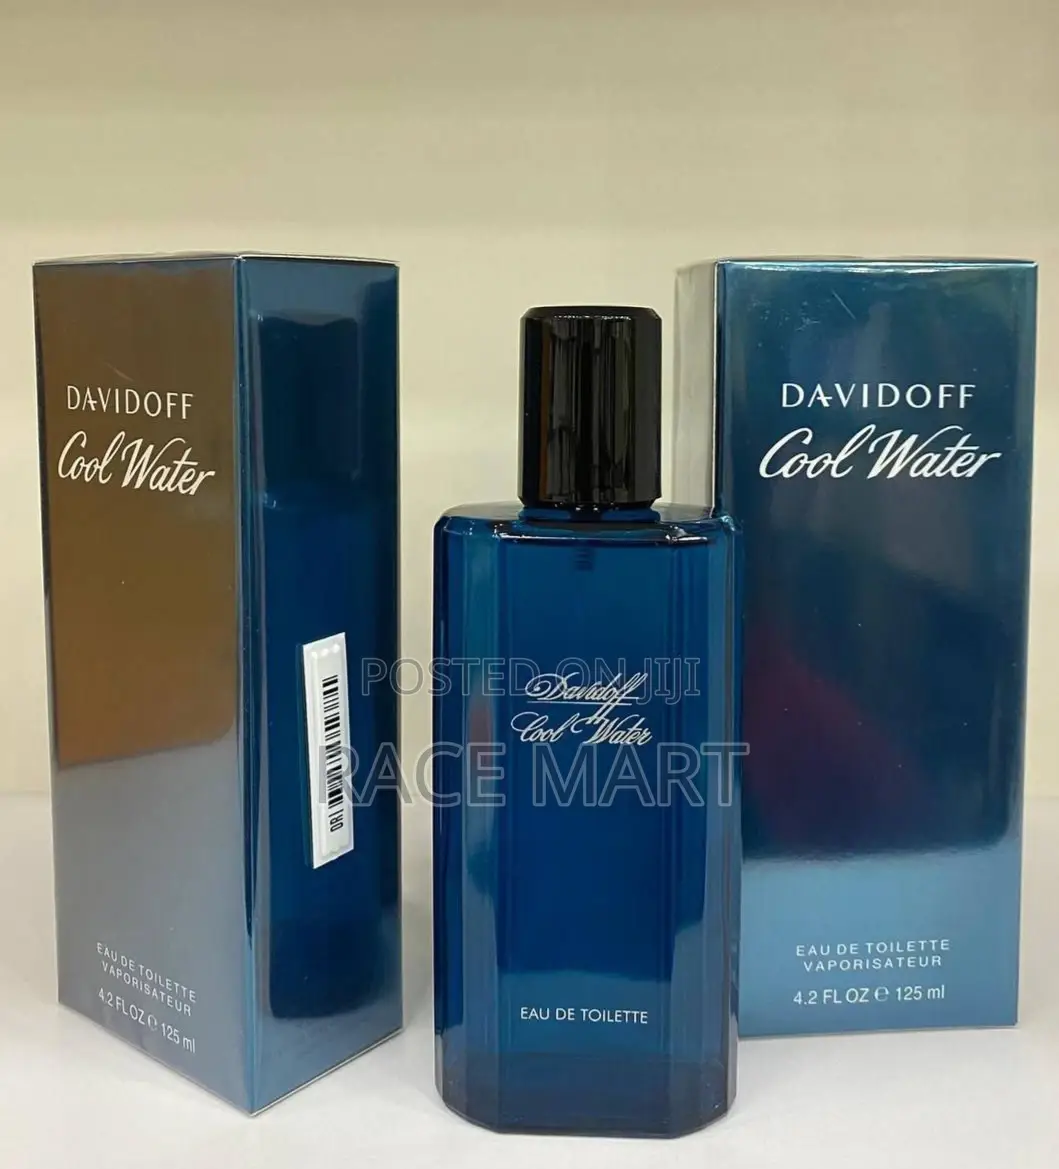 DAVIDOFF
Cool Water
EAU DE TOILETTE
VAPORISATEUR
4.2 FL OZ ℮ 125 ml
Davidoff
Cool Water
EAU DE TOILETTE
DAVIDOFF
Cool Water
EAU DE TOILETTE
VAPORISATEUR
4.2 FL OZ ℮ 125 ml
POSTED ON JIJI
RACE MART